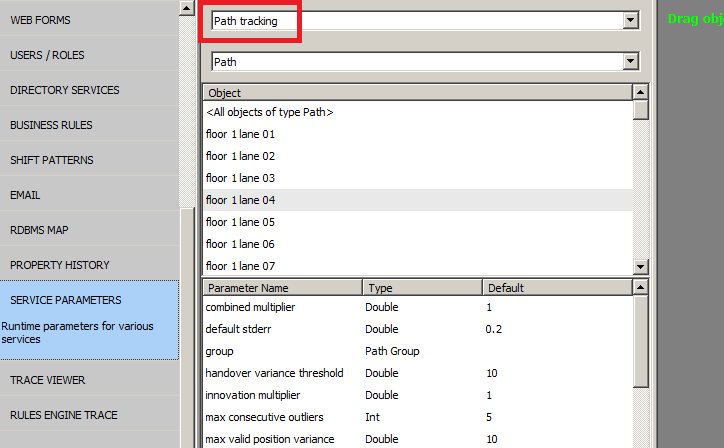 WEB FORMS
USERS / ROLES
DIRECTORY SERVICES
BUSINESS RULES
SHIFT PATTERNS
EMAIL
RDBMS MAP
PROPERTY HISTORY
SERVICE PARAMETERS
Runtime parameters for various
services
TRACE VIEWER
RULES ENGINE TRACE
Path tracking
Path
Object
<All objects of type Path>
floor 1 lane 01
floor 1 lane 02
floor 1 lane 03
floor 1 lane 04
floor 1 lane 05
floor 1 lane 06
floor 1 lane 07
Parameter Name Type Default
combined multiplier Double 1
default stderr Double 0.2
group Path Group
handover variance threshold Double 10
innovation multiplier Double 1
max consecutive outliers Int 5
max valid position variance Double 10
Drag obj